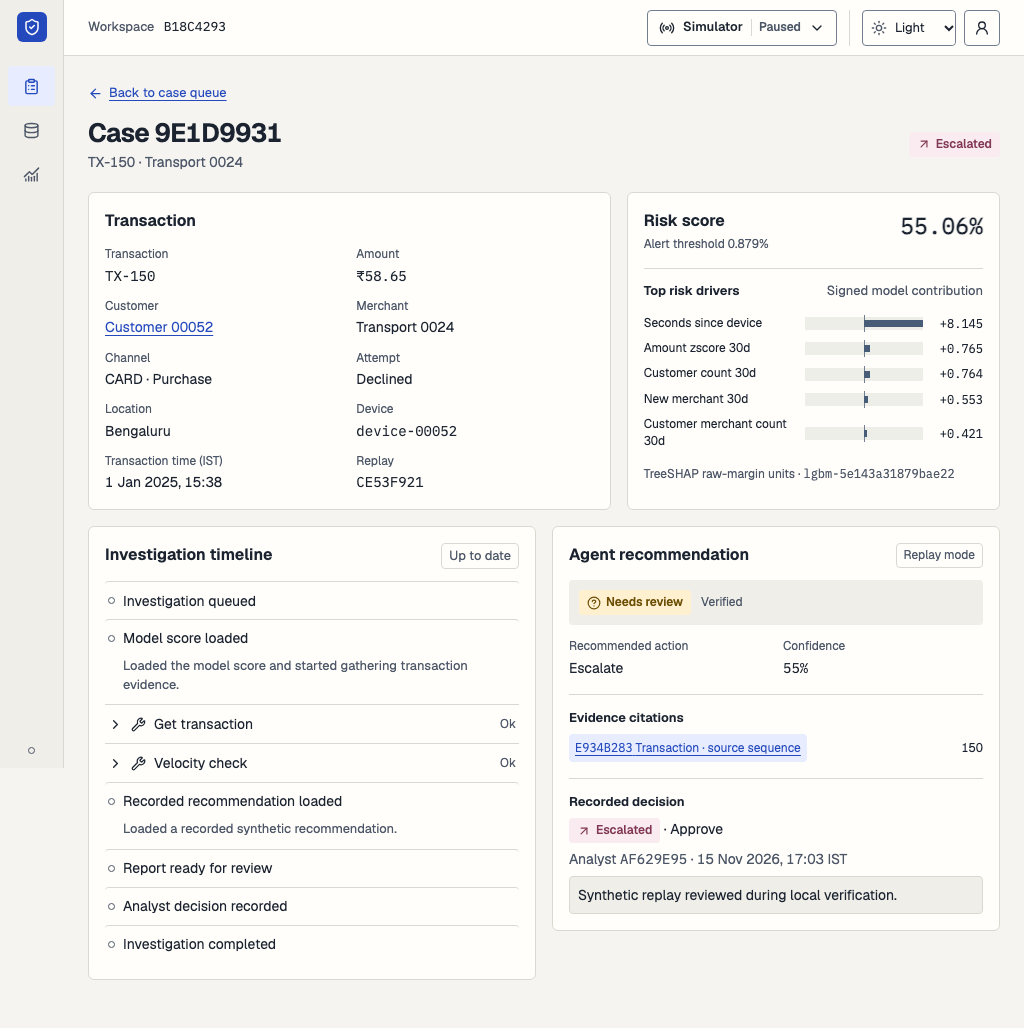 Workspace B18C4293
Simulator Paused
Light
Back to case queue
Case 9E1D9931
TX-150 · Transport 0024
Escalated
Transaction
Transaction
TX-150
Amount
₹58.65
Customer
Customer 00052
Merchant
Transport 0024
Channel
CARD · Purchase
Attempt
Declined
Location
Bengaluru
Device
device-00052
Transaction time (IST)
1 Jan 2025, 15:38
Replay
CE53F921
Risk score
55.06%
Alert threshold 0.879%
Top risk drivers
Signed model contribution
Seconds since device +8.145
Amount zscore 30d +0.765
Customer count 30d +0.764
New merchant 30d +0.553
Customer merchant count
30d
+0.421
TreeSHAP raw-margin units · lgbm-5e143a31879bae22
Investigation timeline
Up to date
Investigation queued
Model score loaded
Loaded the model score and started gathering transaction
evidence.
Get transaction Ok
Velocity check Ok
Recorded recommendation loaded
Loaded a recorded synthetic recommendation.
Report ready for review
Analyst decision recorded
Investigation completed
Agent recommendation
Replay mode
Needs review Verified
Recommended action
Escalate
Confidence
55%
Evidence citations
E934B283 Transaction · source sequence 150
Recorded decision
Escalated · Approve
Analyst AF629E95 · 15 Nov 2026, 17:03 IST
Synthetic replay reviewed during local verification.